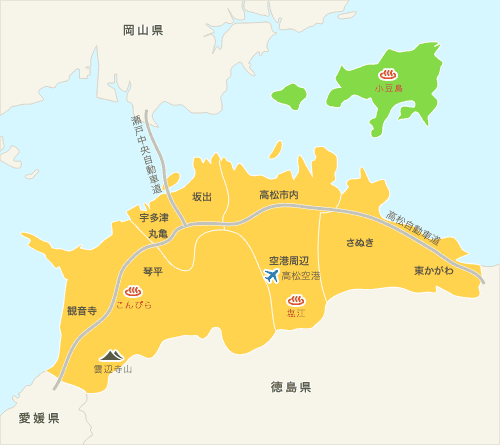 岡山県
小豆島
瀬戸中央自動車道
坂出
高松市内
宇多津
丸亀
高松自動車道
さぬき
空港周辺
高松空港
東かがわ
琴平
こんぴら
塩江
観音寺
雲辺寺山
徳島県
愛媛県